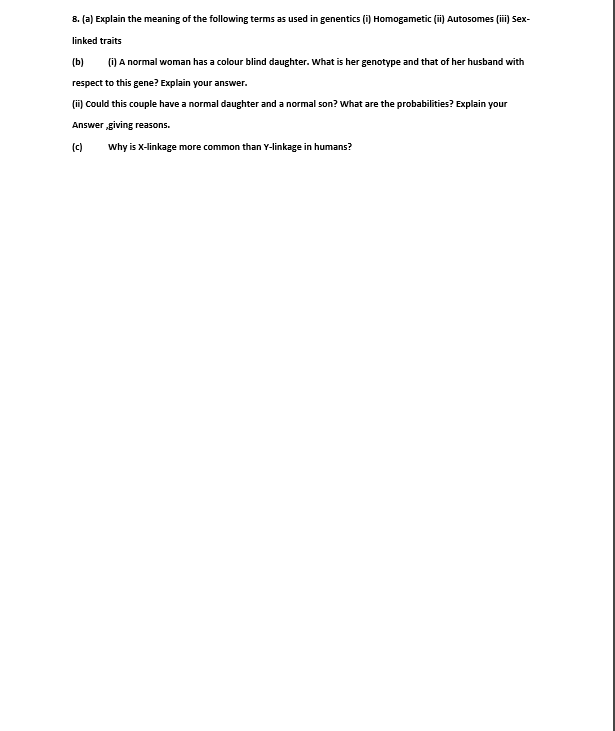 8. (a) Explain the meaning of the following terms as used in genentics (i) Homogametic (ii) Autosomes (iii) Sex-
linked traits
(b) (i) A normal woman has a colour blind daughter. What is her genotype and that of her husband with
respect to this gene? Explain your answer.
(ii) Could this couple have a normal daughter and a normal son? What are the probabilities? Explain your
Answer ,giving reasons.
(c) Why is X-linkage more common than Y-linkage in humans?